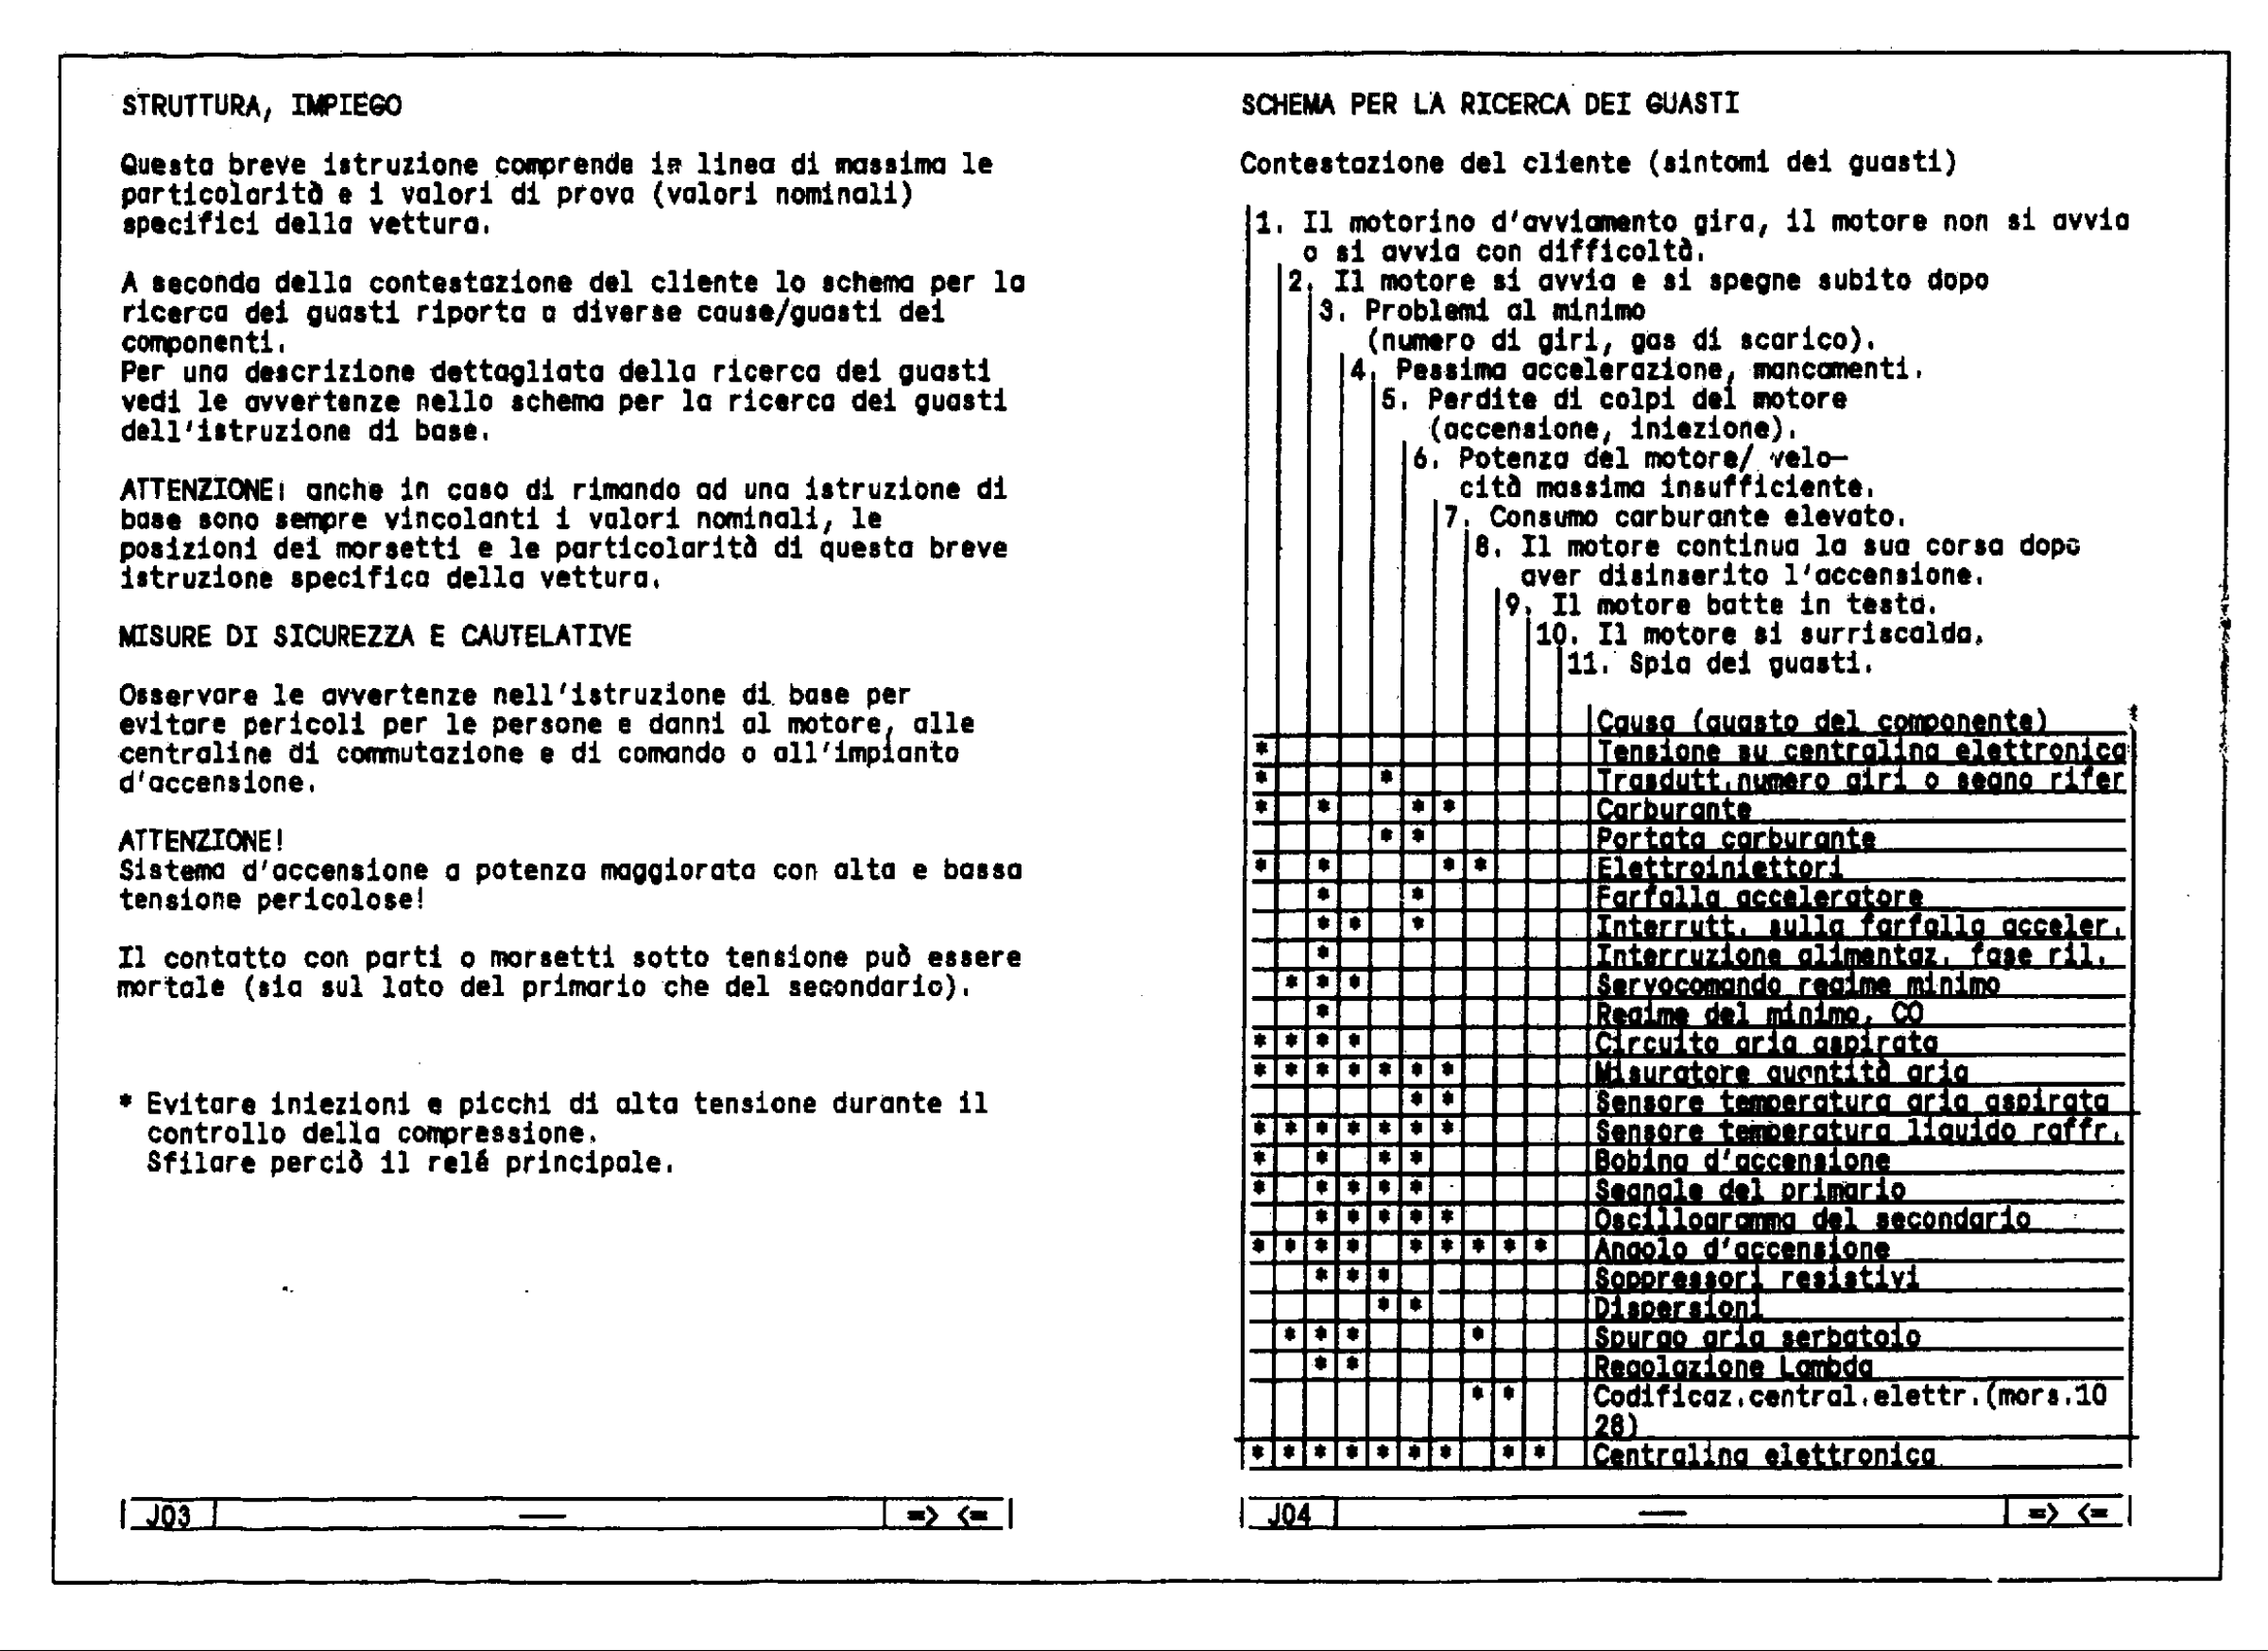 STRUTTURA, IMPIEGO
Questa breve istruzione comprende in linea di massima le
particolarità e i valori di prova (valori nominali)
specifici della vettura.
A seconda della contestazione del cliente lo schema per la
ricerca dei guasti riporta a diverse cause/guasti dei
componenti.
Per una descrizione dettagliata della ricerca dei guasti
vedi le avvertenze nello schema per la ricerca dei guasti
dell'istruzione di base.
ATTENZIONE: anche in caso di rimando ad una istruzione di
base sono sempre vincolanti i valori nominali, le
posizioni dei morsetti e le particolarità di questa breve
istruzione specifica della vettura.
MISURE DI SICUREZZA E CAUTELATIVE
Osservare le avvertenze nell'istruzione di base per
evitare pericoli per le persone e danni al motore, alle
centraline di commutazione e di comando o all'impianto
d'accensione.
ATTENZIONE!
Sistema d'accensione a potenza maggiorata con alta e bassa
tensione pericolose!
Il contatto con parti o morsetti sotto tensione può essere
mortale (sia sul lato del primario che del secondario).
* Evitare iniezioni e picchi di alta tensione durante il
controllo della compressione.
Sfilare perciò il relé principale.
J03 — => <=
SCHEMA PER LA RICERCA DEI GUASTI
Contestazione del cliente (sintomi dei guasti)
1. Il motorino d'avviamento gira, il motore non si avvia
o si avvia con difficoltà.
2. Il motore si avvia e si spegne subito dopo
3. Problemi al minimo
(numero di giri, gas di scarico).
4. Pessima accelerazione, mancamenti.
5. Perdite di colpi del motore
(accensione, iniezione).
6. Potenza del motore/ velo-
cità massima insufficiente.
7. Consumo carburante elevato.
8. Il motore continua la sua corsa dopo
aver disinserito l'accensione.
9. Il motore batte in testa.
10. Il motore si surriscalda.
11. Spia dei guasti.
Causa (guasto del componente)
* Tensione su centralina elettronica
* * Trasdutt.numero giri o segno rifer
* * * * Carburante
* * Portata carburante
* * * * Elettroiniettori
* * Farfalla acceleratore
* * * Interrutt. sulla farfalla acceler.
* Interruzione alimentaz. fase ril.
* * * Servocomando regime minimo
* Regime del minimo, CO
* * * * Circuito aria aspirata
* * * * * * * Misuratore quantità aria
* * Sensore temperatura aria aspirata
* * * * * * * Sensore temperatura liquido raffr.
* * * * Bobina d'accensione
* * * * * Segnale del primario
* * * * * Oscillogramma del secondario
* * * * * * * * * Angolo d'accensione
* * * Soppressori resistivi
* * Dispersioni
* * * * Spurgo aria serbatoio
* * Regolazione Lambda
* * Codificaz.central.elettr.(mors.10
28)
* * * * * * * * * Centralina elettronica
J04 — => <=